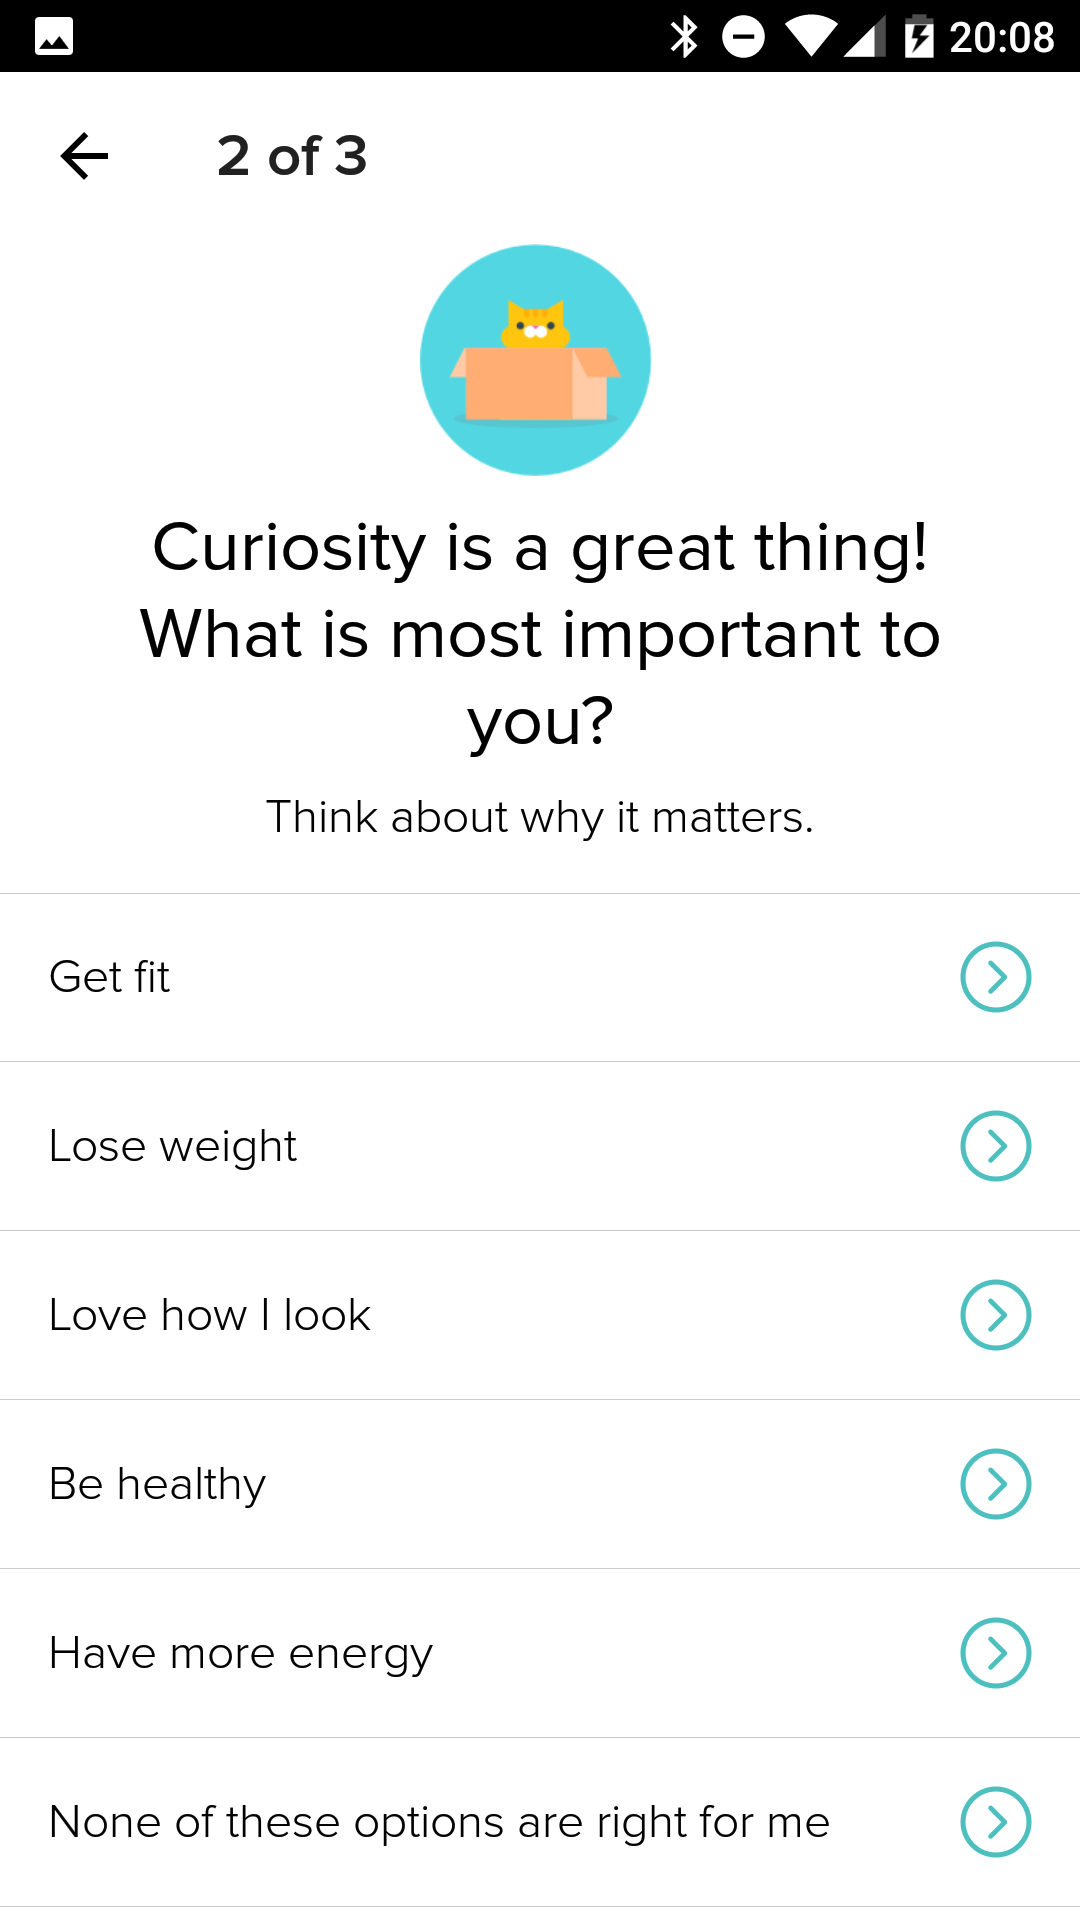 20:08
2 of 3
Curiosity is a great thing!
What is most important to
you?
Think about why it matters.
Get fit
Lose weight
Love how I look
Be healthy
Have more energy
None of these options are right for me